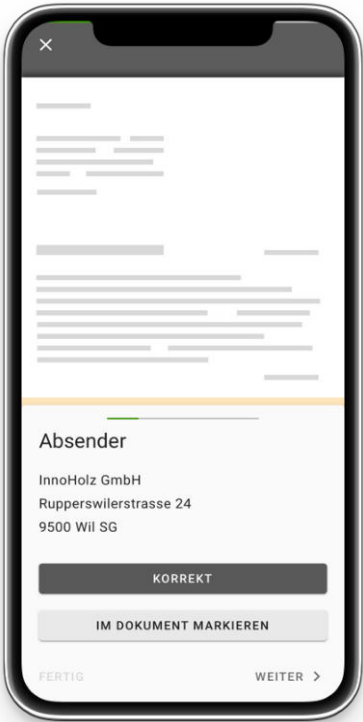 Absender
InnoHolz GmbH
Rupperswilerstrasse 24
9500 Wil SG
KORREKT
IM DOKUMENT MARKIEREN
FERTIG
WEITER